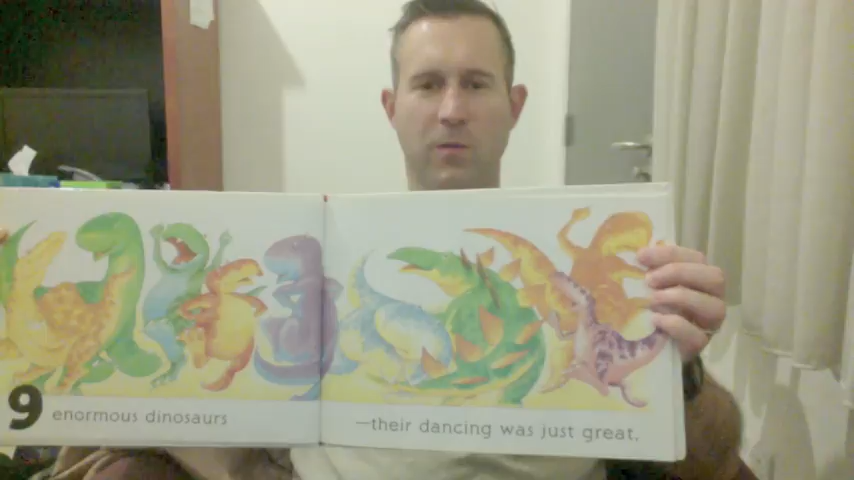 9 enormous dinosaurs
—their dancing was just great,